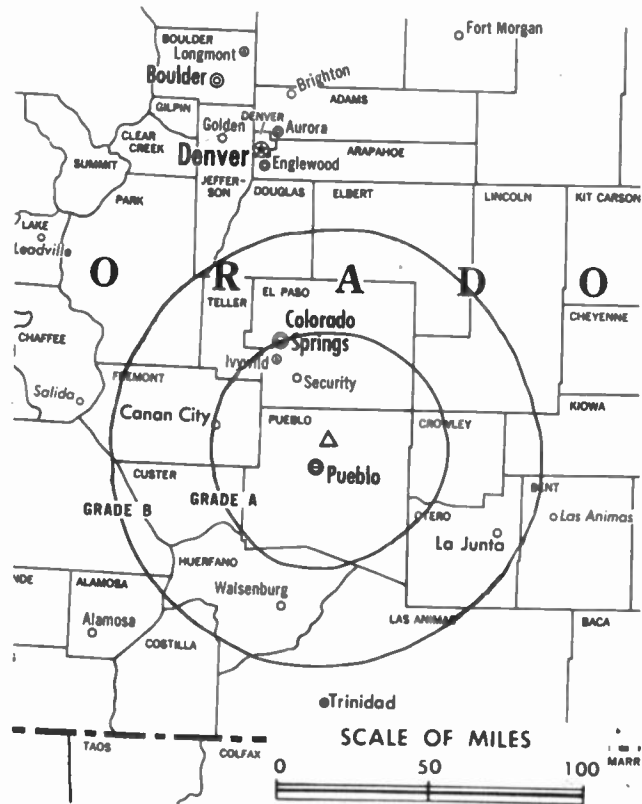 BOULDER
Longmont
Boulder
Fort Morgan
Brighton
ADAMS
GILPIN
DENVER
Golden
Aurora
CLEAR
CREEK
Denver
ARAPAHOE
Englewood
SUMMIT
JEFFER-
SON
DOUGLAS
ELBERT
LINCOLN
KIT CARSON
PARK
LAKE
Leadville
O R A D O
TELLER
EL PASO
CHEYENNE
Colorado
Springs
CHAFFEE
Ivywild
FREMONT
Security
Salida
KIOWA
Canan City
PUEBLO
CROWLEY
Pueblo
CUSTER
BENT
GRADE A
GRADE B
OTERO
Las Animas
La Junta
HUERFANO
NDE
ALAMOSA
Walsenburg
Alamosa
LAS ANIMAS
BACA
COSTILLA
Trinidad
SCALE OF MILES
TAOS
COLFAX
MARR
0 50 100